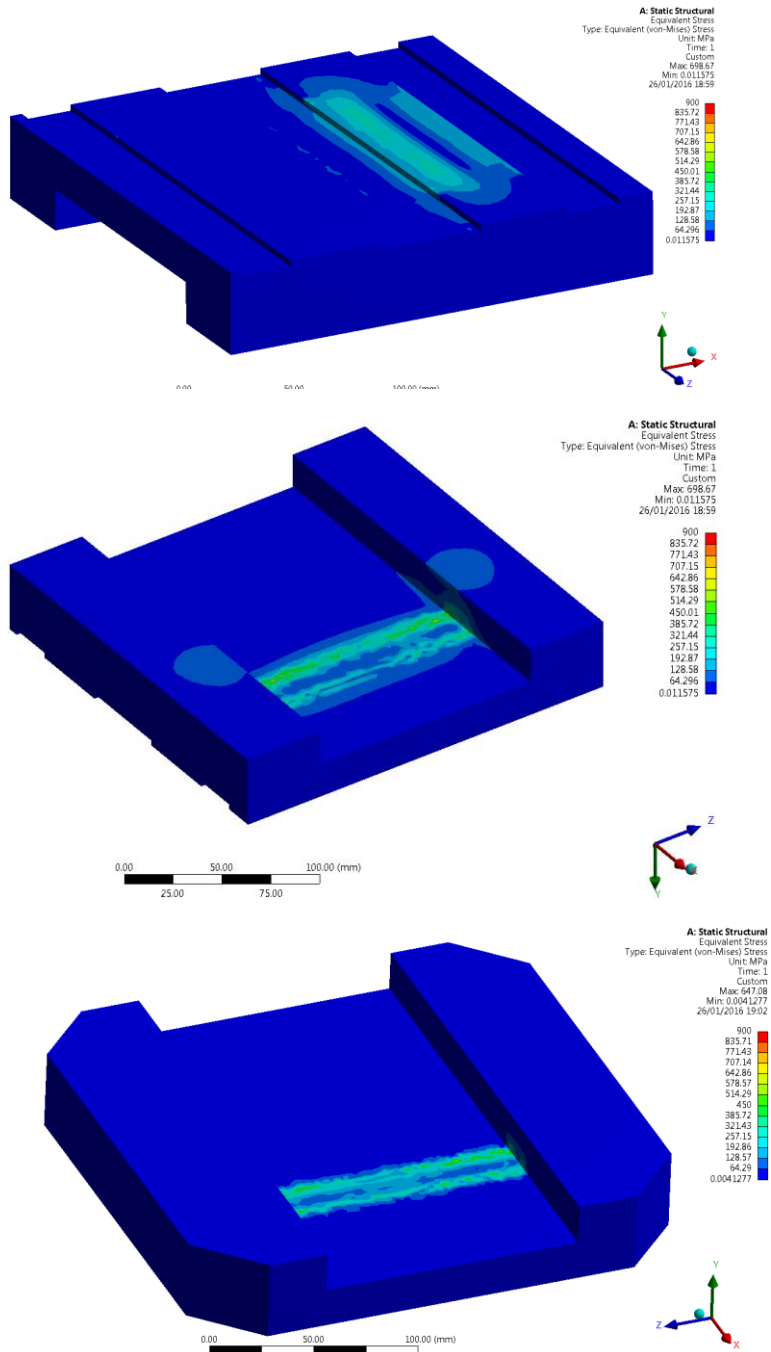 A: Static Structural
Equivalent Stress
Type: Equivalent (von-Mises) Stress
Unit: MPa
Time: 1
Custom
Max: 698.67
Min: 0.011575
26/01/2016 18:59
900
835.72
771.43
707.15
642.86
578.58
514.29
450.01
385.72
321.44
257.15
192.87
128.58
64.296
0.011575
Y
X
Z
0.00 50.00 100.00 (mm)
A: Static Structural
Equivalent Stress
Type: Equivalent (von-Mises) Stress
Unit: MPa
Time: 1
Custom
Max: 698.67
Min: 0.011575
26/01/2016 18:59
900
835.72
771.43
707.15
642.86
578.58
514.29
450.01
385.72
321.44
257.15
192.87
128.58
64.296
0.011575
Z
Y
0.00 50.00 100.00 (mm)
25.00 75.00
A: Static Structural
Equivalent Stress
Type: Equivalent (von-Mises) Stress
Unit: MPa
Time: 1
Custom
Max: 647.08
Min: 0.0041277
26/01/2016 19:02
900
835.71
771.43
707.14
642.86
578.57
514.29
450
385.72
321.43
257.15
192.86
128.57
64.29
0.0041277
Y
Z
X
0.00 50.00 100.00 (mm)